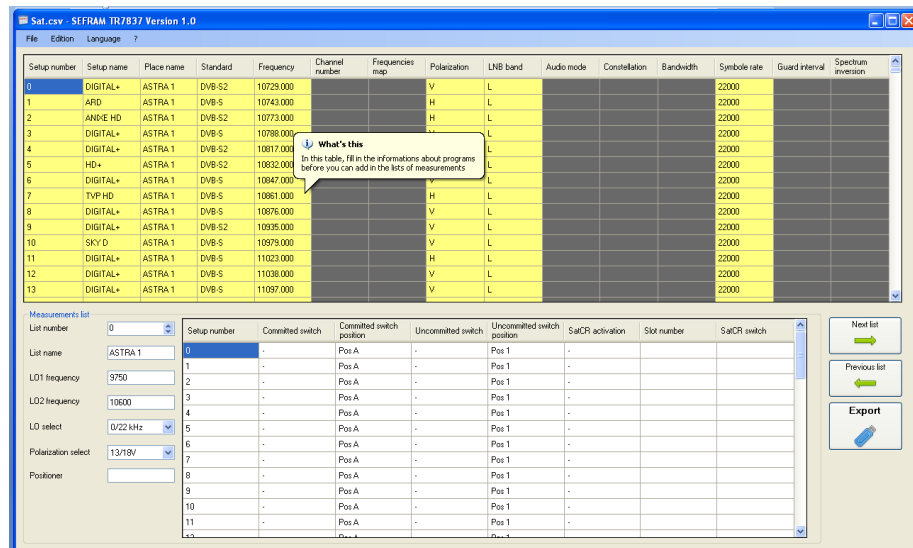 Sat.csv - SEFRAM TR7837 Version 1.0
File Edition Language ?
Setup number Setup name Place name Standard Frequency Channel number Frequencies map Polarization LNB band Audio mode Constellation Bandwidth Symbole rate Guard interval Spectrum inversion
0 DIGITAL+ ASTRA 1 DVB-S2 10729.000 V L 22000
1 ARD ASTRA 1 DVB-S 10743.000 H L 22000
2 ANIXE HD ASTRA 1 DVB-S2 10773.000 H L 22000
3 DIGITAL+ ASTRA 1 DVB-S 10788.000 L 22000
4 DIGITAL+ ASTRA 1 DVB-S2 10817.000 L 22000
5 HD+ ASTRA 1 DVB-S2 10832.000 L 22000
6 DIGITAL+ ASTRA 1 DVB-S 10847.000 V L 22000
7 TVP HD ASTRA 1 DVB-S 10861.000 H L 22000
8 DIGITAL+ ASTRA 1 DVB-S 10876.000 V L 22000
9 DIGITAL+ ASTRA 1 DVB-S2 10935.000 V L 22000
10 SKY D ASTRA 1 DVB-S 10979.000 V L 22000
11 DIGITAL+ ASTRA 1 DVB-S 11023.000 H L 22000
12 DIGITAL+ ASTRA 1 DVB-S 11038.000 V L 22000
13 DIGITAL+ ASTRA 1 DVB-S 11097.000 V L 22000
What's this
In this table, fill in the informations about programs
before you can add in the lists of measurements
Measurements list
List number 0
List name ASTRA 1
LO1 frequency 9750
LO2 frequency 10600
LO select 0/22 kHz
Polarization select 13/18V
Positioner
Setup number Committed switch Committed switch position Uncommitted switch Uncommitted switch position SatCR activation Slot number SatCR switch
0 - Pos A - Pos 1 -
1 - Pos A - Pos 1 -
2 - Pos A - Pos 1 -
3 - Pos A - Pos 1 -
4 - Pos A - Pos 1 -
5 - Pos A - Pos 1 -
6 - Pos A - Pos 1 -
7 - Pos A - Pos 1 -
8 - Pos A - Pos 1 -
9 - Pos A - Pos 1 -
10 - Pos A - Pos 1 -
11 - Pos A - Pos 1 -
Next list
Previous list
Export